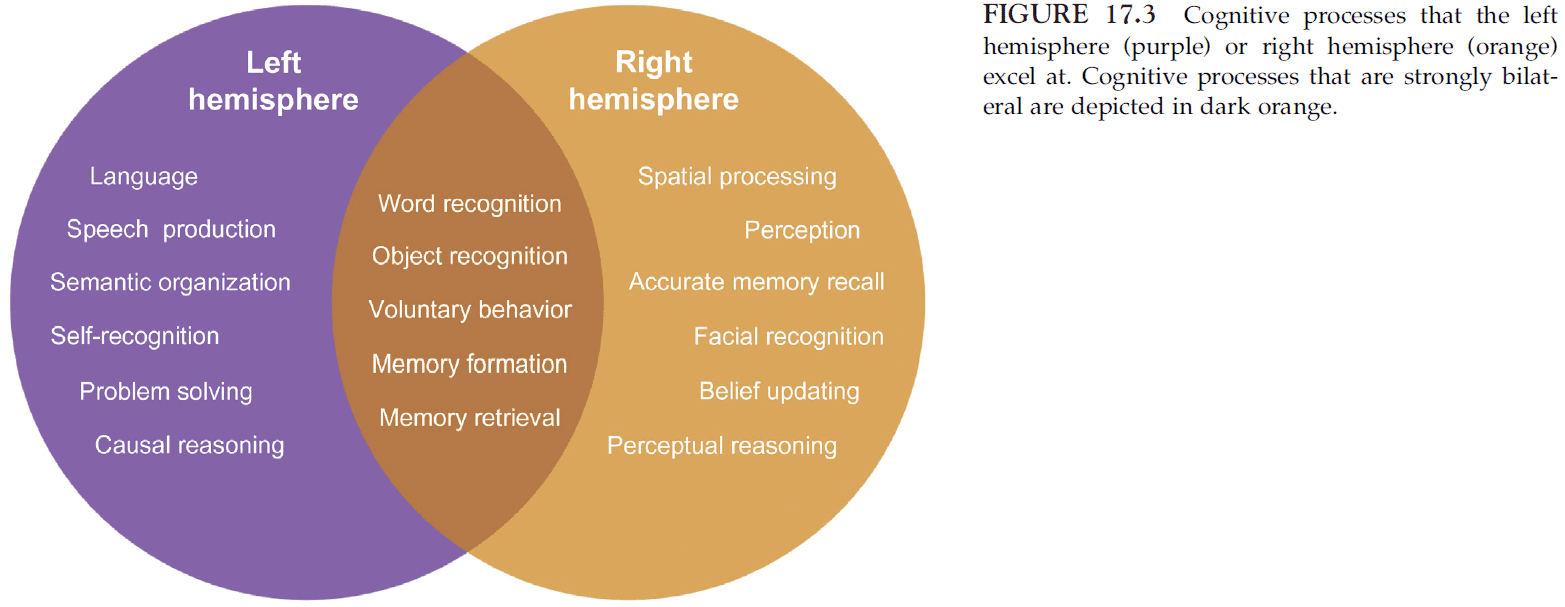 Left
hemisphere
Language
Speech production
Semantic organization
Self-recognition
Problem solving
Causal reasoning
Word recognition
Object recognition
Voluntary behavior
Memory formation
Memory retrieval
Right
hemisphere
Spatial processing
Perception
Accurate memory recall
Facial recognition
Belief updating
Perceptual reasoning
FIGURE 17.3 Cognitive processes that the left
hemisphere (purple) or right hemisphere (orange)
excel at. Cognitive processes that are strongly bilat-
eral are depicted in dark orange.